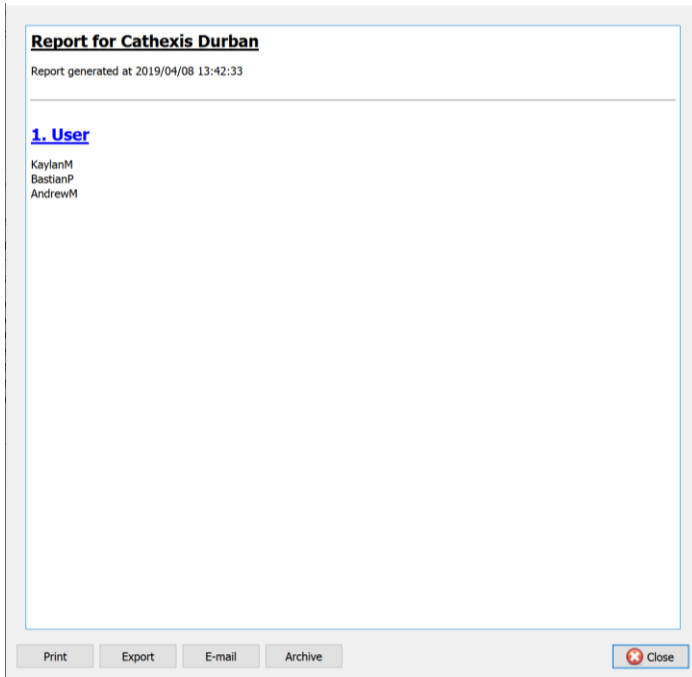 Report for Cathexis Durban
Report generated at 2019/04/08 13:42:33
1. User
KaylanM
BastianP
AndrewM
Print
Export
E-mail
Archive
Close